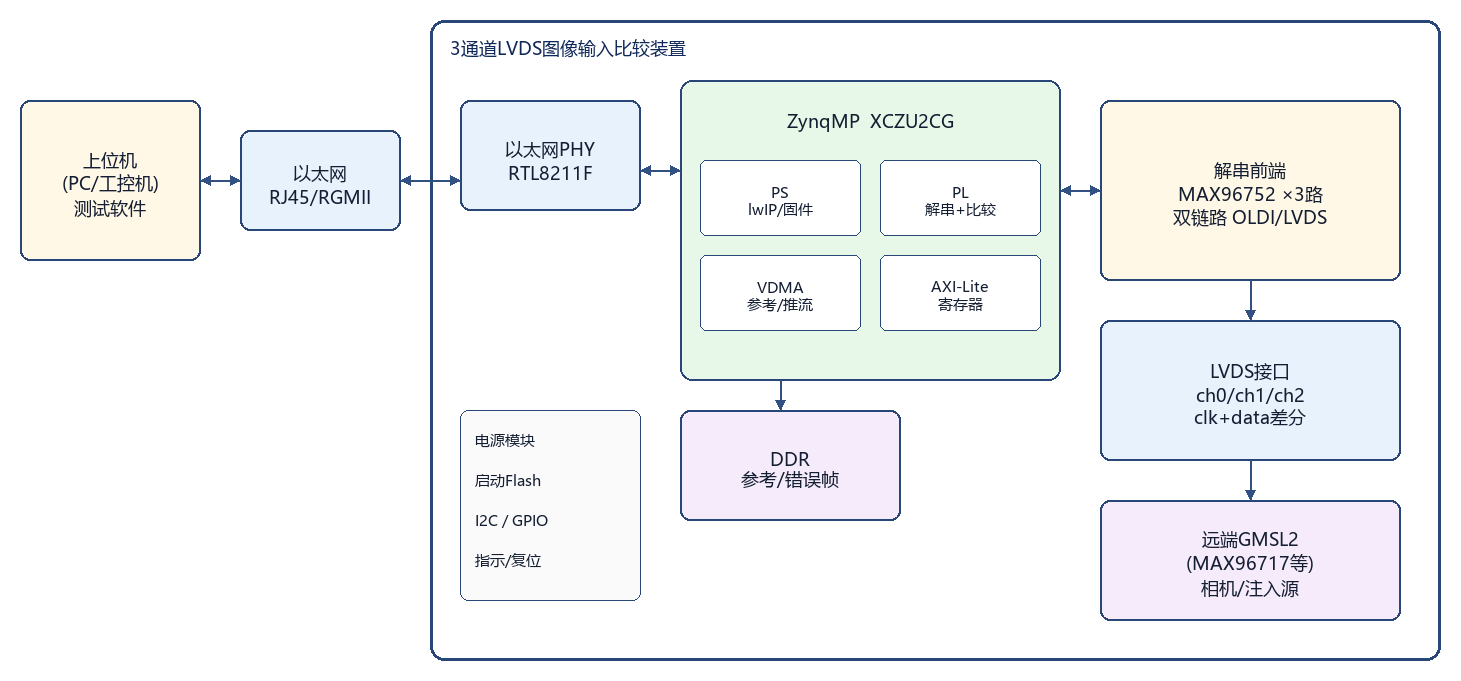 3通道LVDS图像输入比较装置
上位机
(PC/工控机)
测试软件
以太网
RJ45/RGMII
以太网PHY
RTL8211F
ZynqMP  XCZU2CG
PS
lwIP/固件
PL
解串+比较
VDMA
参考/推流
AXI-Lite
寄存器
解串前端
MAX96752 ×3路
双链路 OLDI/LVDS
LVDS接口
ch0/ch1/ch2
clk+data差分
远端GMSL2
(MAX96717等)
相机/注入源
DDR
参考/错误帧
电源模块
启动Flash
I2C / GPIO
指示/复位